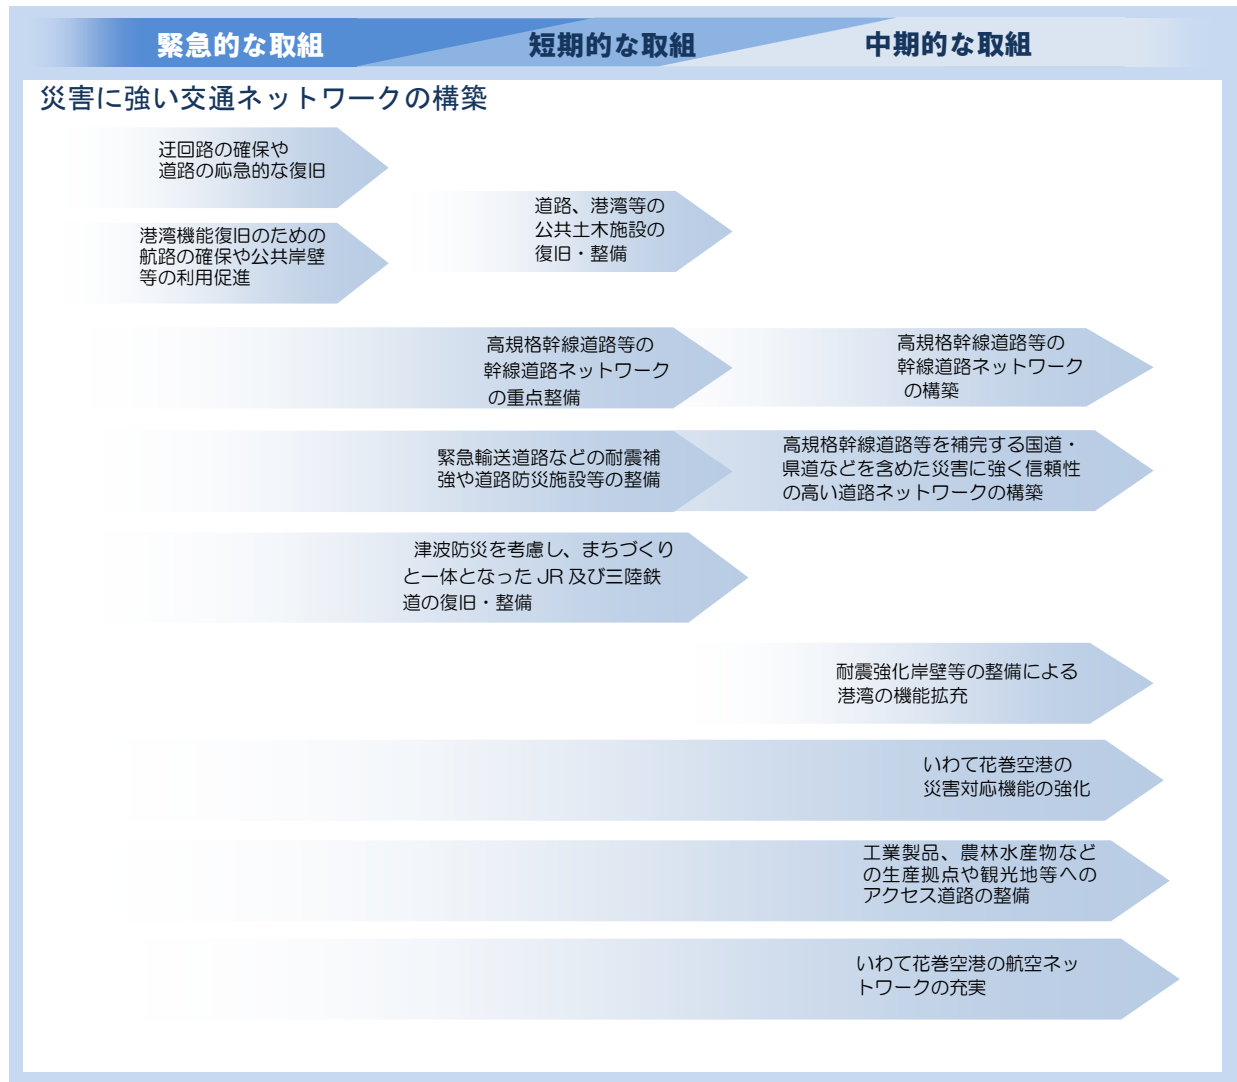 緊急的な取組
短期的な取組
中期的な取組
災害に強い交通ネットワークの構築
迂回路の確保や
道路の応急的な復旧
港湾機能復旧のための
航路の確保や公共岸壁
等の利用促進
道路、港湾等の
公共土木施設の
復旧・整備
高規格幹線道路等の
幹線道路ネットワーク
の重点整備
高規格幹線道路等の
幹線道路ネットワーク
の構築
緊急輸送道路などの耐震補
強や道路防災施設等の整備
高規格幹線道路等を補完する国道・
県道などを含めた災害に強く信頼性
の高い道路ネットワークの構築
津波防災を考慮し、まちづくり
と一体となった JR 及び三陸鉄
道の復旧・整備
耐震強化岸壁等の整備による
港湾の機能拡充
いわて花巻空港の
災害対応機能の強化
工業製品、農林水産物など
の生産拠点や観光地等への
アクセス道路の整備
いわて花巻空港の航空ネッ
トワークの充実